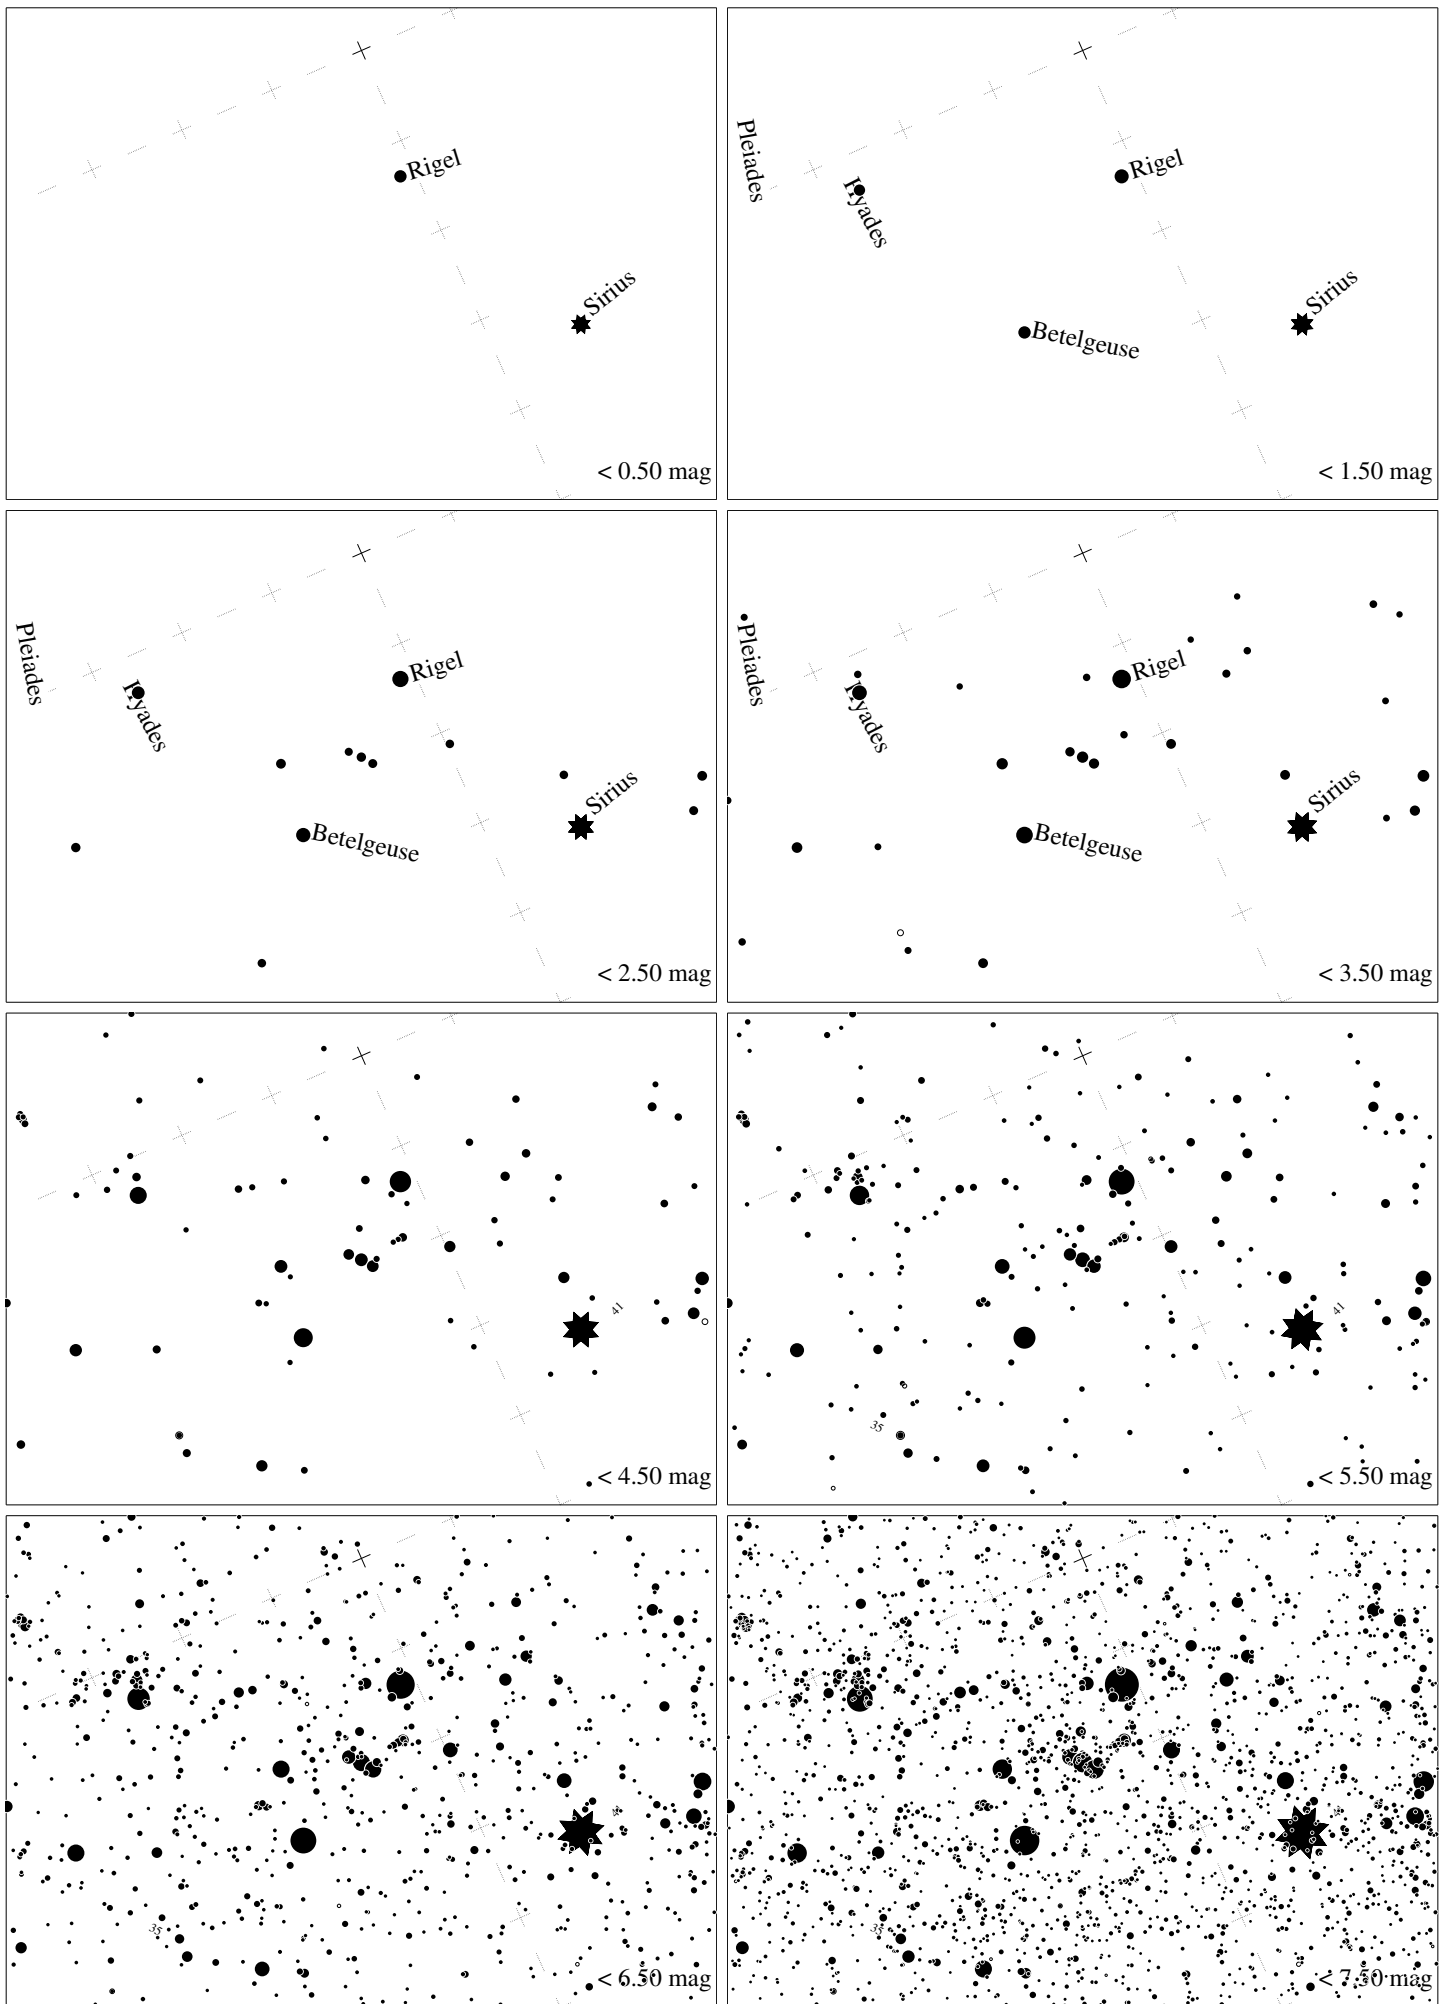 Rigel
Sirius
< 0.50 mag
Pleiades
Hyades
Rigel
Betelgeuse
Sirius
< 1.50 mag
Pleiades
Hyades
Rigel
Betelgeuse
Sirius
< 2.50 mag
Pleiades
Hyades
Rigel
Betelgeuse
Sirius
< 3.50 mag
41
< 4.50 mag
41
35
< 5.50 mag
35
< 6.50 mag
35
< 7.50 mag